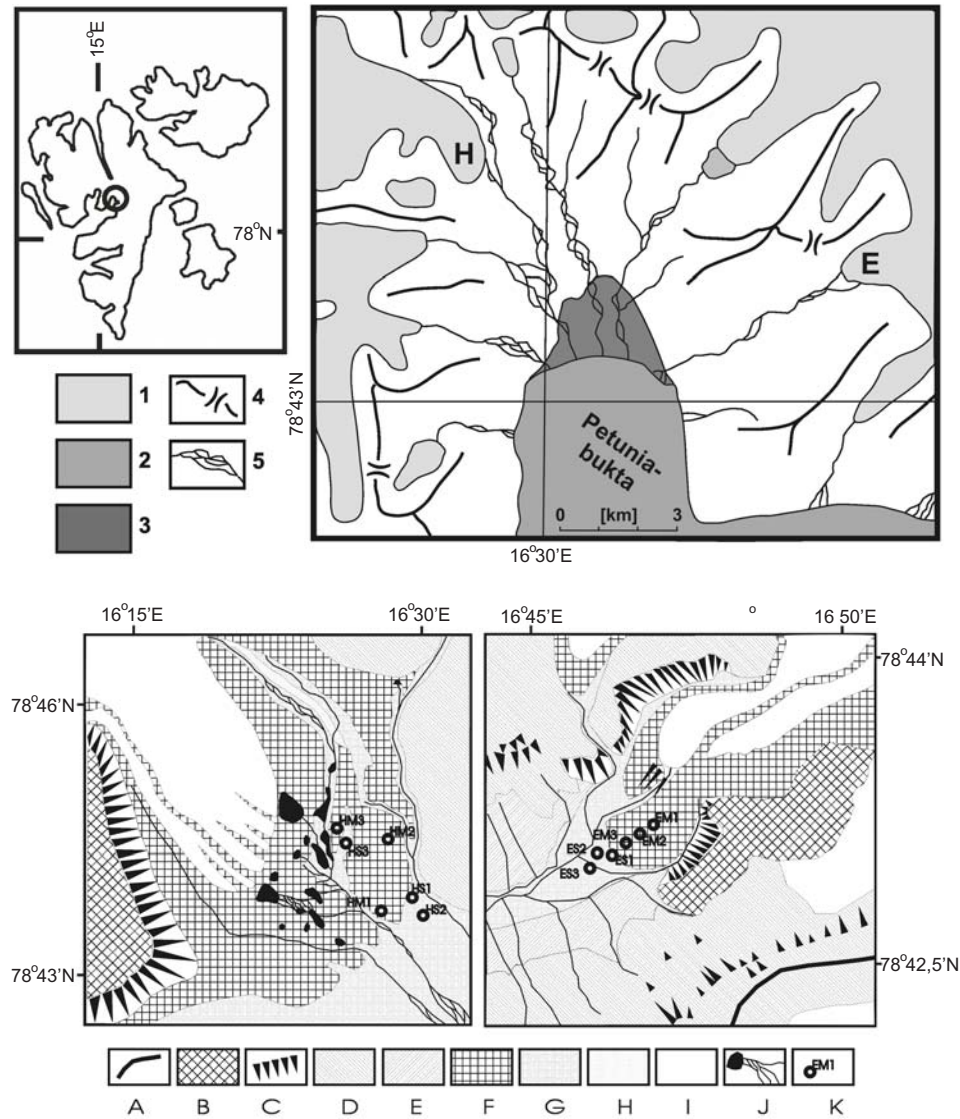 15°E
78°N
1
2
3
4
5
H
E
78°43'N
Petunia-
bukta
0 [km] 3
16°30'E
16°15'E
16°30'E
16°45'E
°
16 50'E
78°46'N
78°43'N
78°44'N
78°42,5'N
HM3
HS3
HM2
HS1
HM1
HS2
EM1
EM3
EM2
ES2
ES1
ES3
EM1
A B C D E F G H I J K